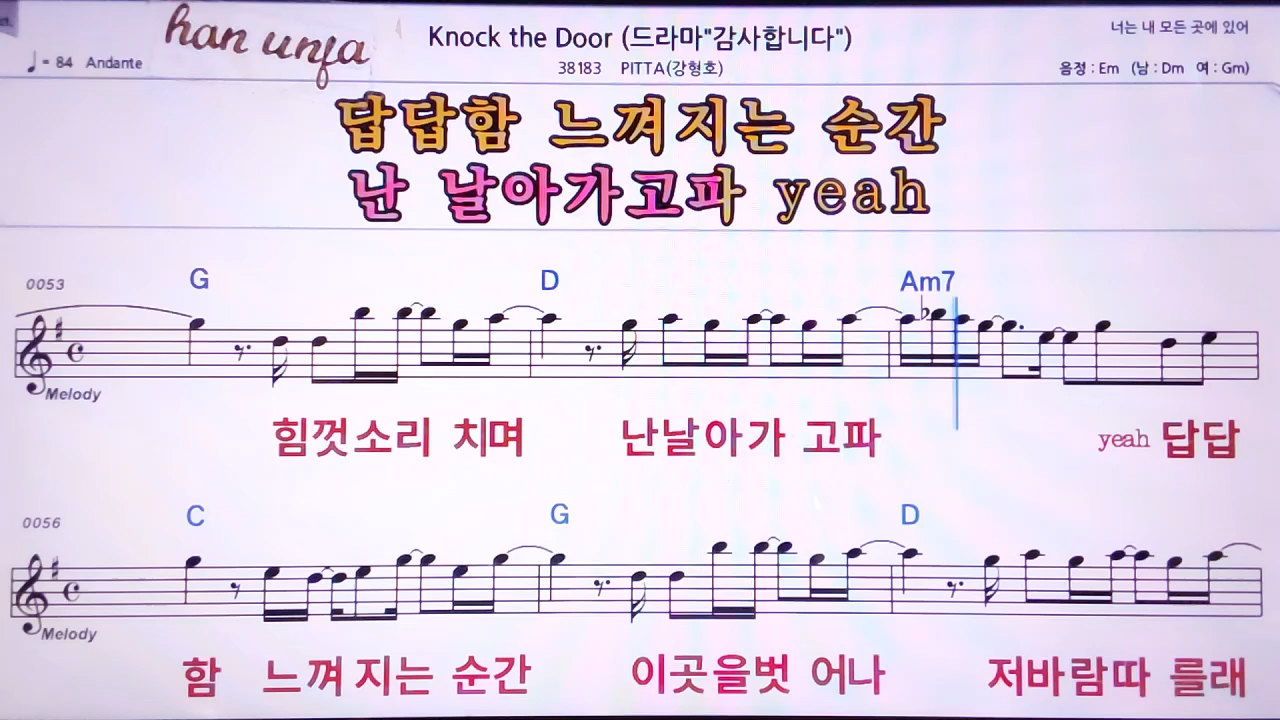 han unfa
Knock the Door (드라마"감사합니다")
너는 내 모든 곳에 있어
♩= 84 Andante
38183 PITTA(강형호)
음정 : Em (남 : Dm 여 : Gm)
답답함 느껴지는 순간
난 날아가고파 yeah
0053
G D Am7
Melody
힘껏소리 치며 난날아가 고파 yeah 답답
0056
C G D
Melody
함 느껴 지는 순간 이곳을벗 어나 저바람따 를래